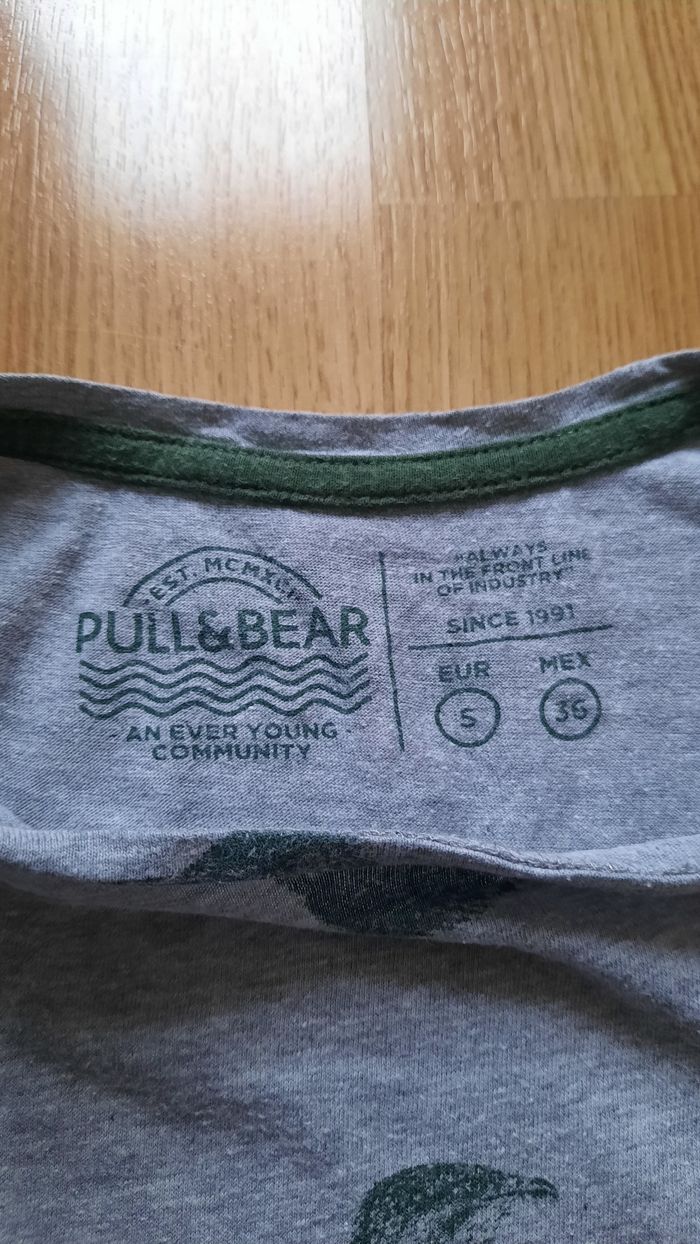 EST. MCMXCI
PULL&BEAR
- AN EVER YOUNG -
COMMUNITY
"ALWAYS
IN THE FRONT LINE
OF INDUSTRY"
SINCE 1991
EUR MEX
S 36